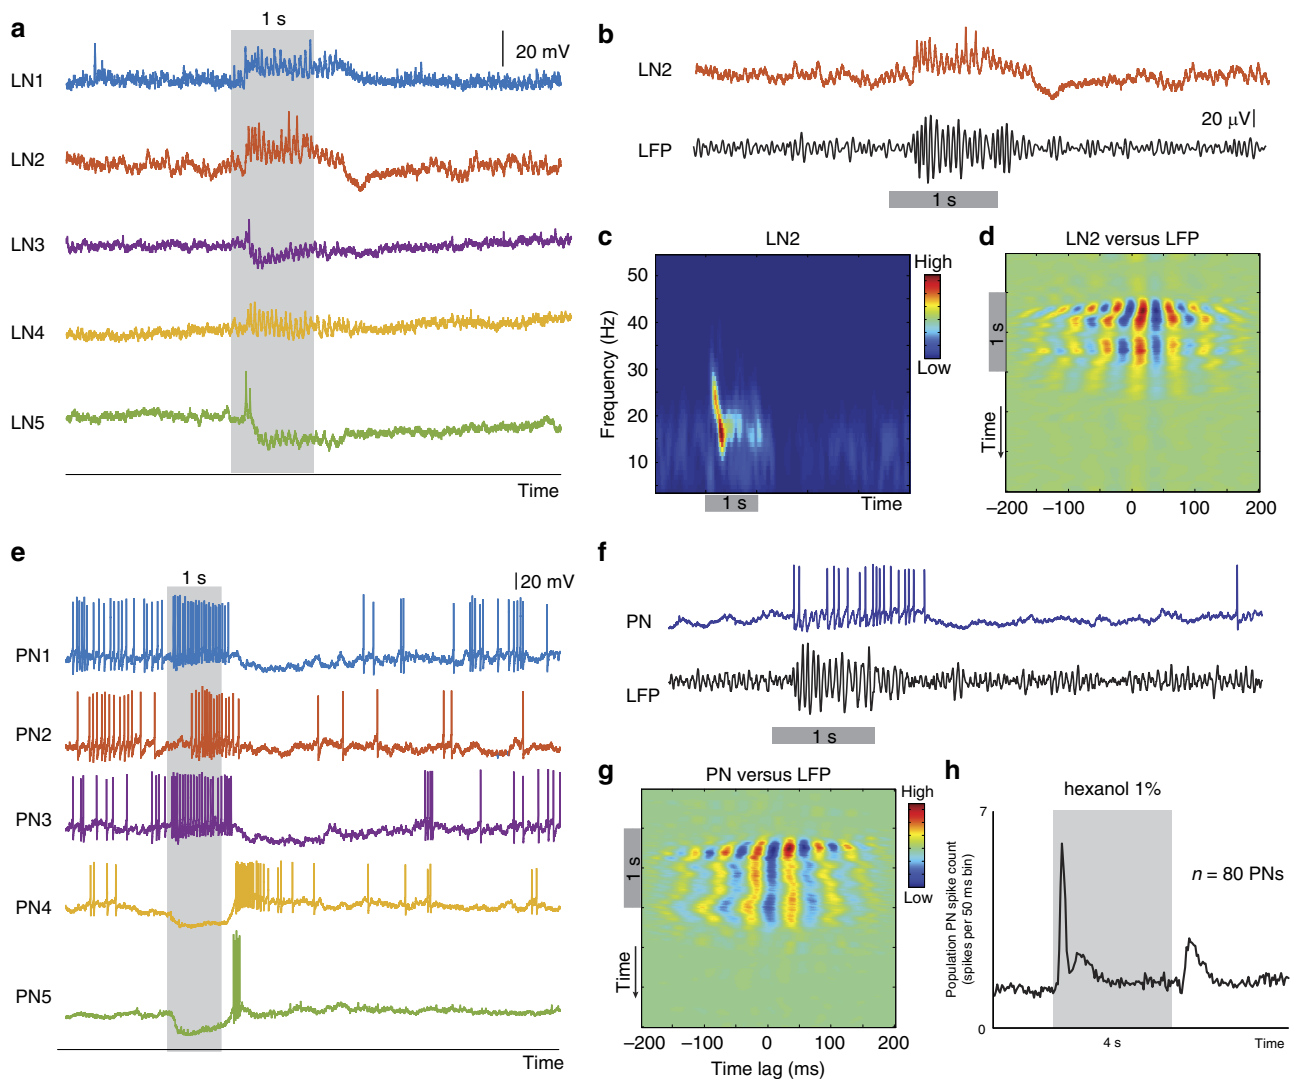 a
1 s
20 mV
LN1
LN2
LN3
LN4
LN5
Time
b
LN2
20 μV
LFP
1 s
c
LN2
High
Low
Frequency (Hz)
50
40
30
20
10
1 s
Time
d
LN2 versus LFP
1 s
Time
−200 −100 0 100 200
e
1 s
20 mV
PN1
PN2
PN3
PN4
PN5
Time
f
PN
LFP
1 s
g
PN versus LFP
High
Low
1 s
Time
−200 −100 0 100 200
Time lag (ms)
h
hexanol 1%
7
n = 80 PNs
Population PN spike count
(spikes per 50 ms bin)
0
4 s
Time